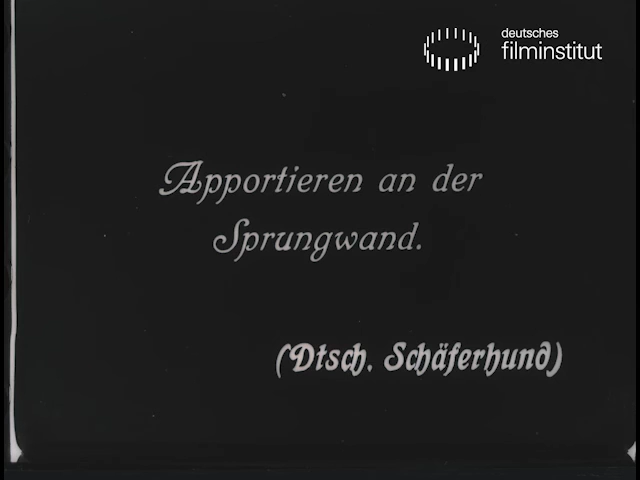 deutsches
filminstitut
Apportieren an der
Sprungwand.
(Dtsch. Schäferhund)